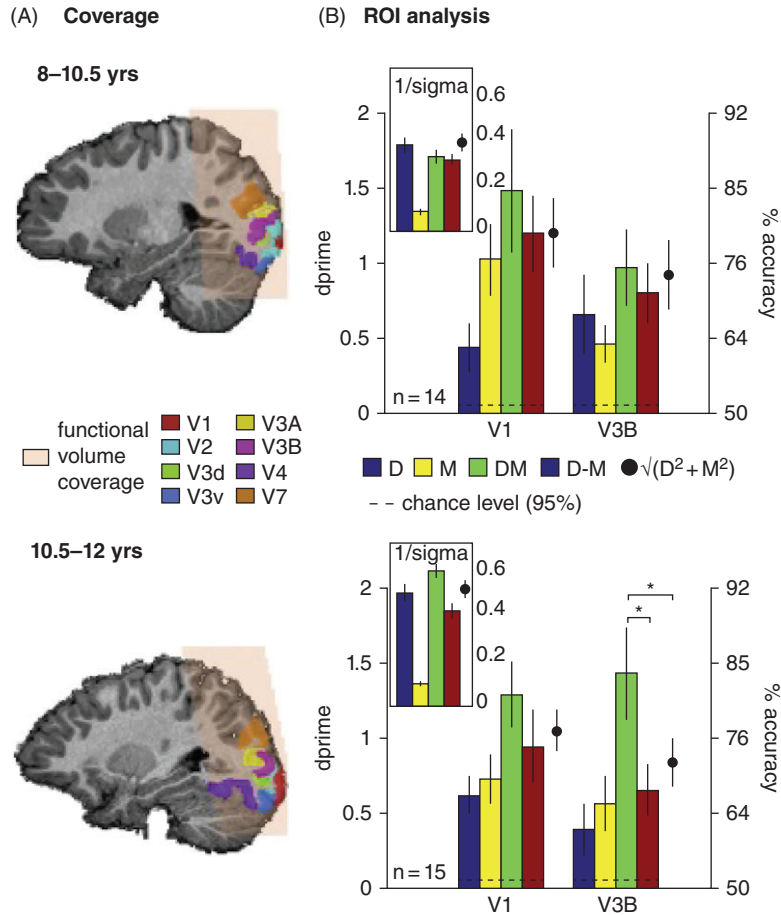 (A) Coverage
8–10.5 yrs
functional volume coverage
V1
V2
V3d
V3v
V3A
V3B
V4
V7
10.5–12 yrs
(B) ROI analysis
1/sigma
0.6
0.4
0.2
0
2
1.5
1
0.5
0
dprime
92
85
76
64
50
% accuracy
n = 14
V1
V3B
D M DM D-M √(D² + M²)
-- chance level (95%)
1/sigma
0.6
0.4
0.2
0
2
1.5
1
0.5
0
dprime
* 
*
92
85
76
64
50
% accuracy
n = 15
V1
V3B